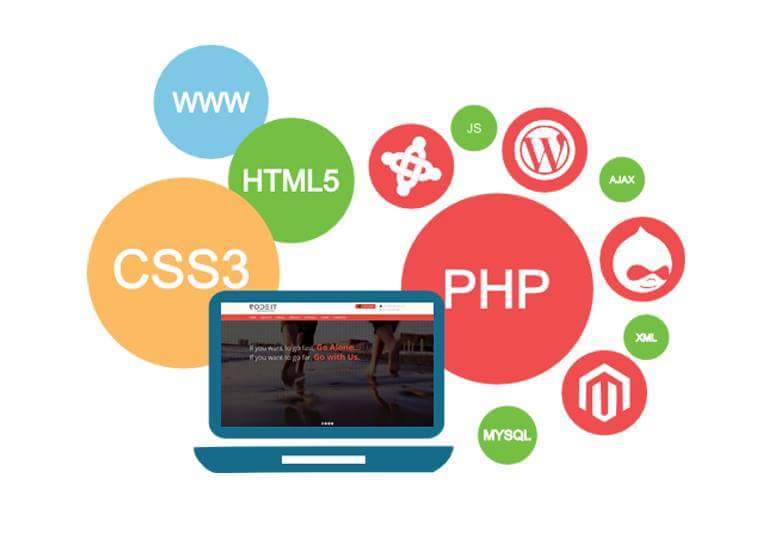 WWW
HTML5
CSS3
JS
AJAX
PHP
XML
MYSQL
If you want to go fast, Go Alone...
If you want to go far, Go with Us.